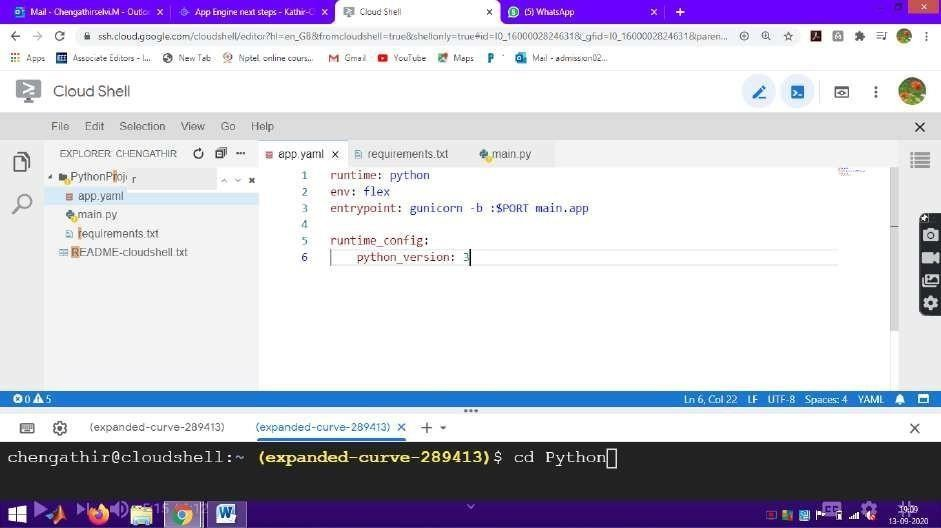 Mail - Chengathirselvi.M - Outlo
App Engine next steps - Kathir-C
Cloud Shell
(5) WhatsApp
ssh.cloud.google.com/cloudshell/editor?hl=en_GB&fromcloudshell=true&shellonly=true#id=I0_1600002824631&_gfid=I0_1600002824631&paren...
Apps
Associate Editors - I...
New Tab
Nptel, online cours...
Gmail
YouTube
Maps
P
Mail - admission02...
Cloud Shell
File Edit Selection View Go Help
EXPLORER: CHENGATHIR
app.yaml
requirements.txt
main.py
PythonProj
r
app.yaml
main.py
requirements.txt
README-cloudshell.txt
1 runtime: python
2 env: flex
3 entrypoint: gunicorn -b :$PORT main.app
4
5 runtime_config:
6 python_version: 3
0 5
Ln 6, Col 22 LF UTF-8 Spaces: 4 YAML
(expanded-curve-289413)
(expanded-curve-289413)
chengathir@cloudshell:~ (expanded-curve-289413)$ cd Python
19:09
13-09-2020